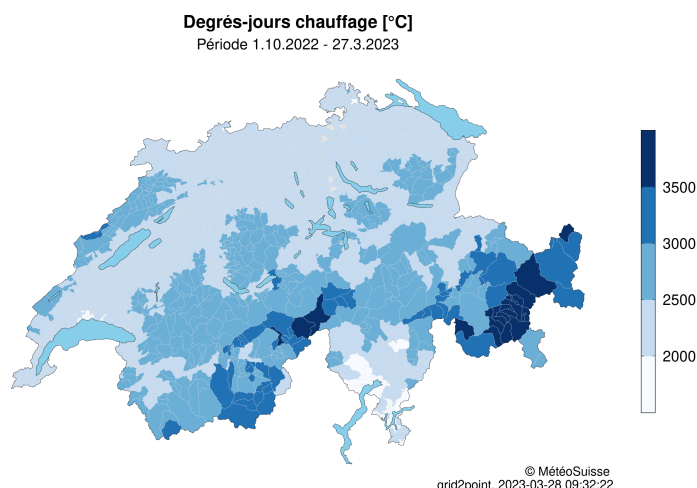 Degrés-jours chauffage [°C]
Période 1.10.2022 - 27.3.2023
3500
3000
2500
2000
© MétéoSuisse
grid2point, 2023-03-28 09:32:22